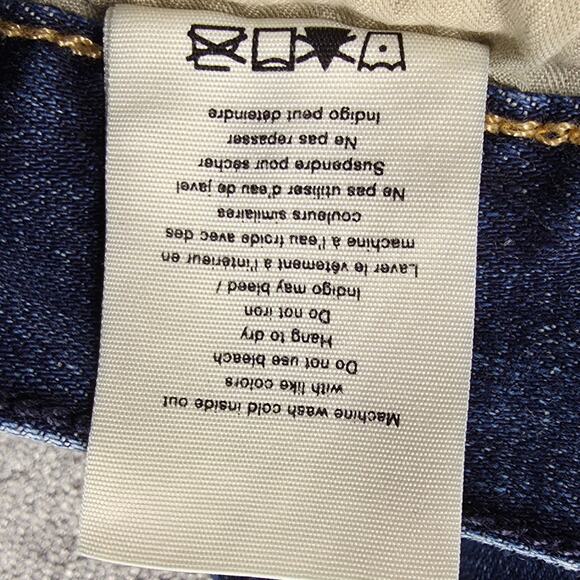 Machine wash cold inside out
with like colors
Do not use bleach
Hang to dry
Do not iron
Indigo may bleed /
Laver le vêtement à l'intérieur en
machine à l'eau froide avec des
couleurs similaires
Ne pas utiliser d'eau de javel
Suspendre pour sécher
Ne pas repasser
Indigo peut déteindre